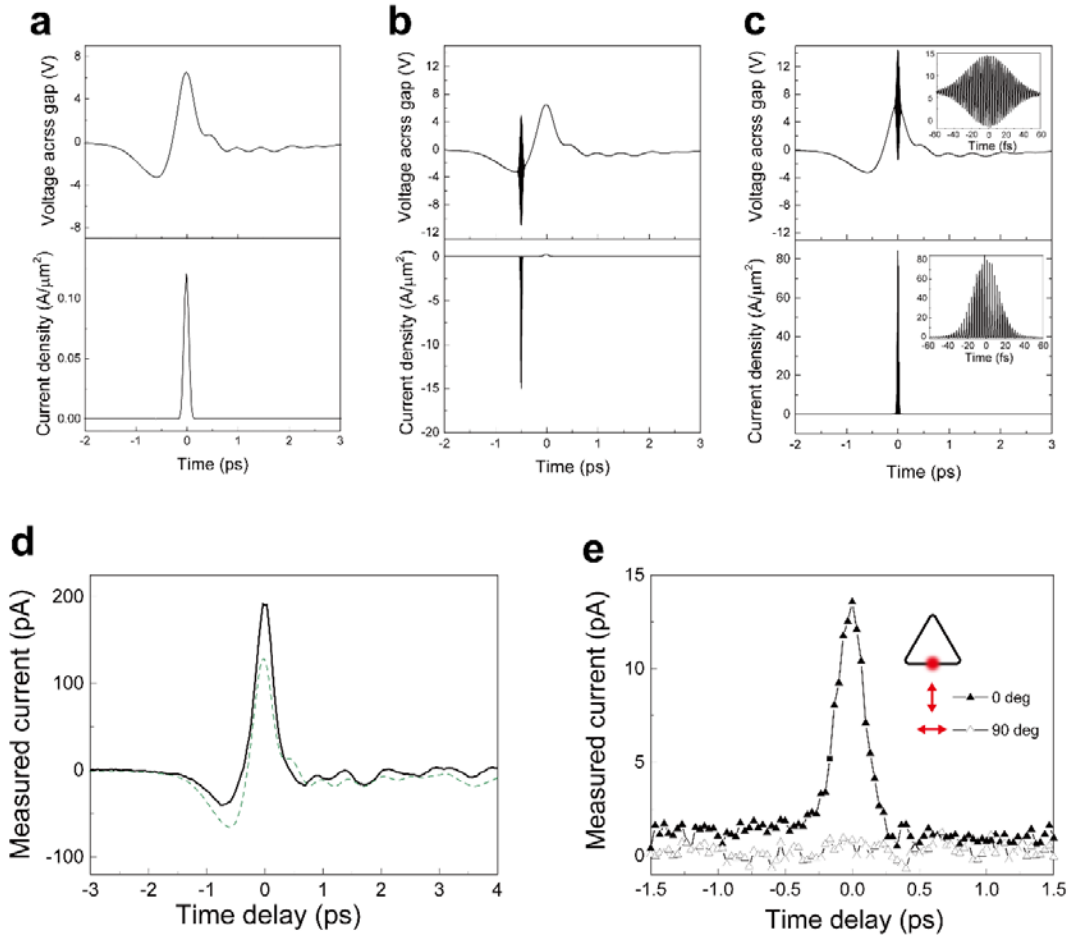 a
Voltage acrss gap (V)
8
4
0
-4
-8
Current density (A/μm²)
0.10
0.05
0.00
-2 -1 0 1 2 3
Time (ps)
b
Voltage acrss gap (V)
12
8
4
0
-4
-8
-12
Current density (A/μm²)
0
-5
-10
-15
-20
-2 -1 0 1 2 3
Time (ps)
c
Voltage acrss gap (V)
12
8
4
0
-4
-8
-12
15
10
5
0
-60 -40 -20 0 20 40 60
Time (fs)
Current density (A/μm²)
80
60
40
20
0
80
60
40
20
0
-60 -40 -20 0 20 40 60
Time (fs)
-2 -1 0 1 2 3
Time (ps)
d
Measured current (pA)
200
100
0
-100
-3 -2 -1 0 1 2 3 4
Time delay (ps)
e
Measured current (pA)
15
10
5
0
0 deg
90 deg
-1.5 -1.0 -0.5 0.0 0.5 1.0 1.5
Time delay (ps)